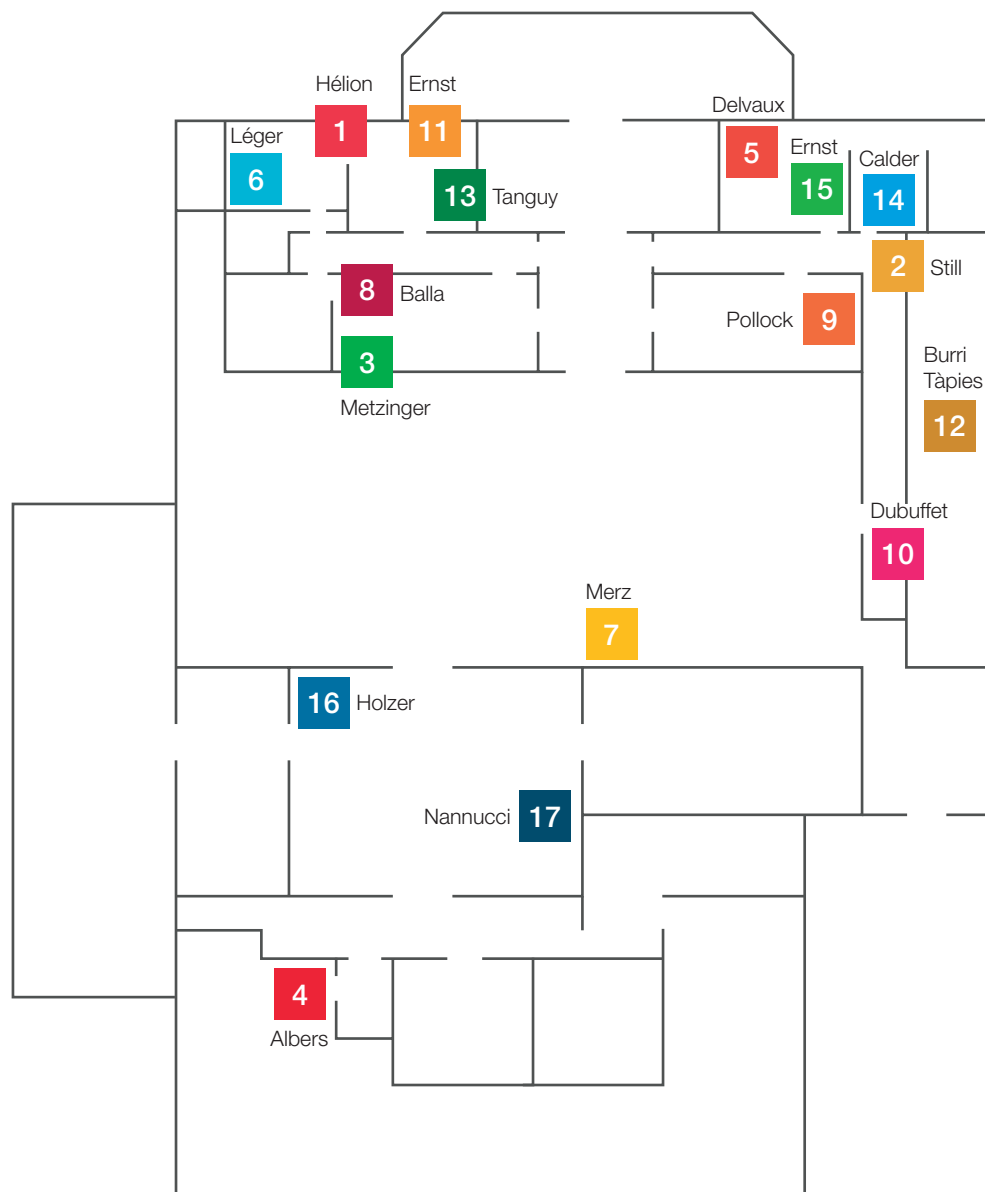 Hélion
1
Ernst
11
Delvaux
5
Léger
6
Ernst
15
Calder
14
13
Tanguy
2
Still
8
Balla
Pollock
9
3
Metzinger
Burri
Tàpies
12
Dubuffet
10
Merz
7
16
Holzer
Nannucci
17
4
Albers